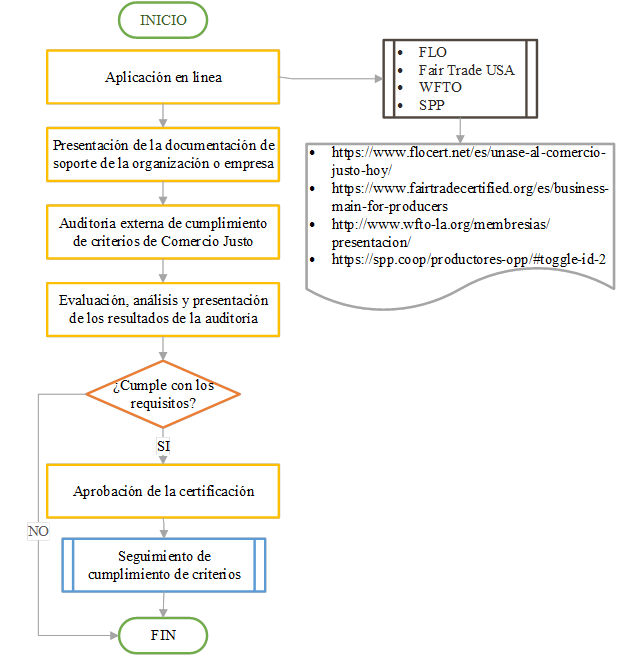 INICIO
Aplicación en linea
• FLO
• Fair Trade USA
• WFTO
• SPP
Presentación de la documentación de
soporte de la organización o empresa
• https://www.flocert.net/es/unase-al-comercio-
justo-hoy/
• https://www.fairtradecertified.org/es/business-
main-for-producers
• http://www.wfto-la.org/membresias/
presentacion/
• https://spp.coop/productores-opp/#toggle-id-2
Auditoria externa de cumplimiento
de criterios de Comercio Justo
Evaluación, análisis y presentación
de los resultados de la auditoria
¿Cumple con los
requisitos?
SI
Aprobación de la certificación
NO
Seguimiento de
cumplimiento de criterios
FIN